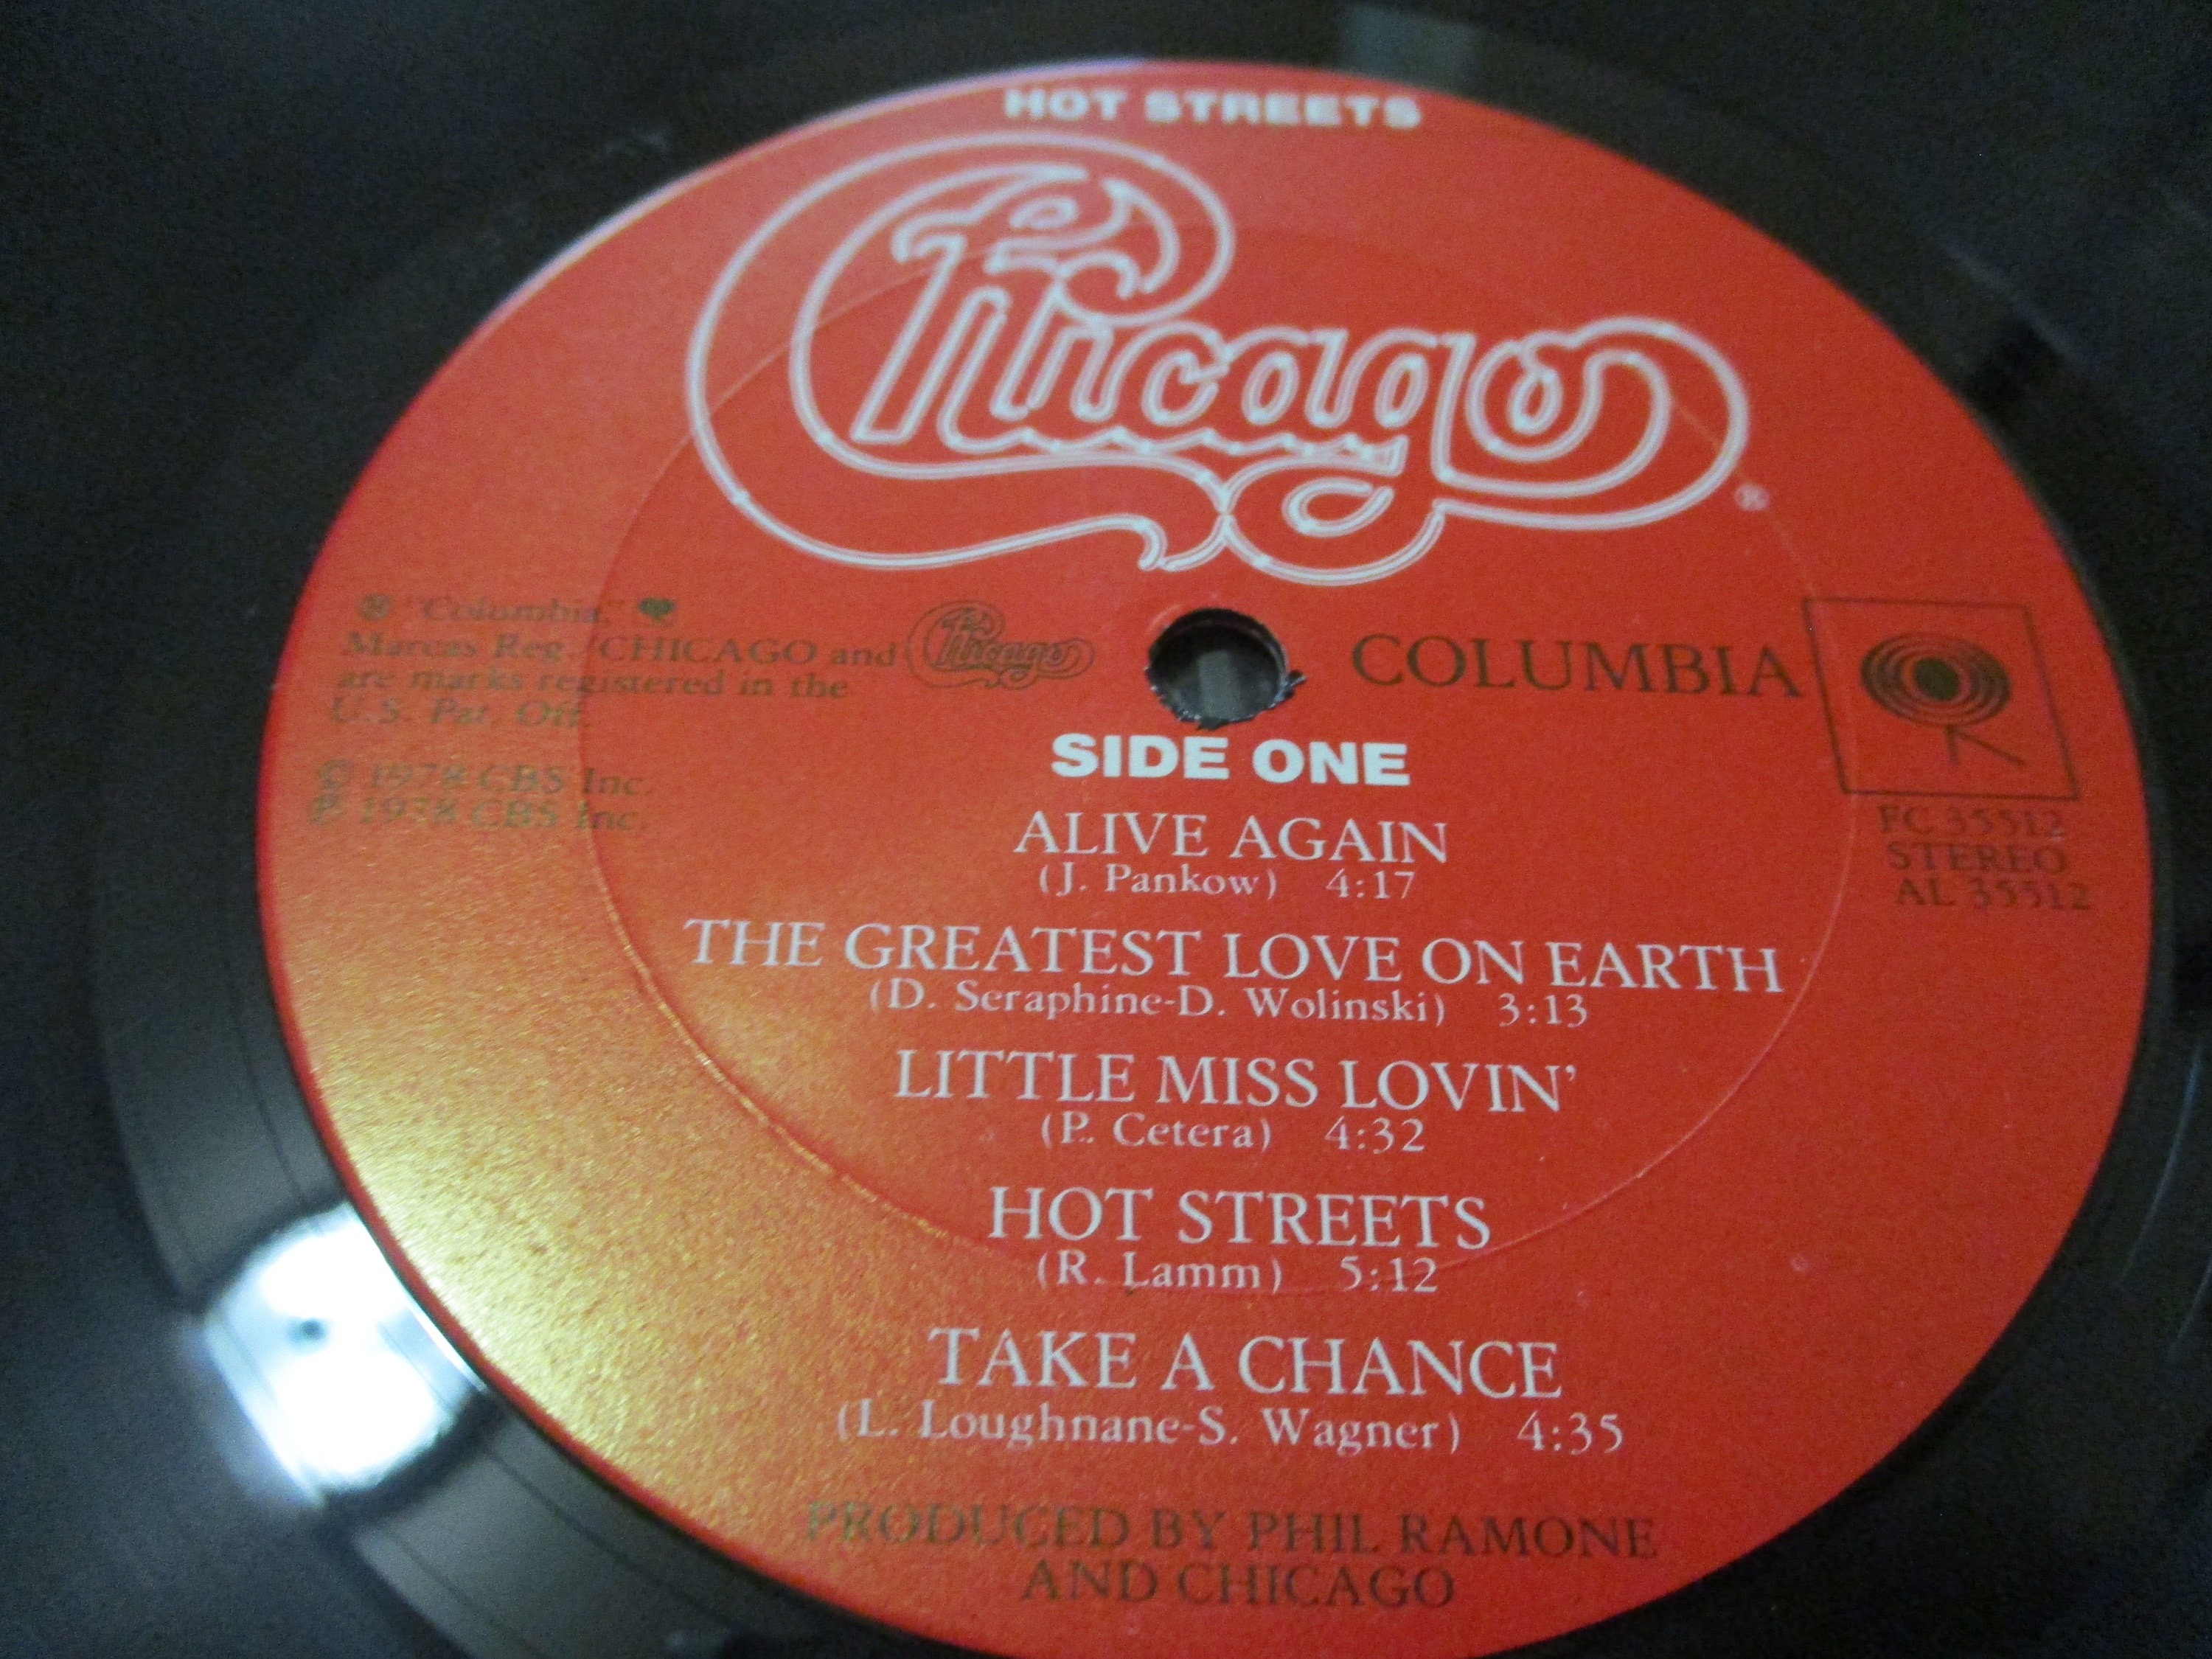 HOT STREETS
Chicago
®
® "Columbia,"
Marcas Reg. CHICAGO and Chicago
are marks registered in the
U.S. Pat. Off.
COLUMBIA
© 1978 CBS Inc.
℗ 1978 CBS Inc.
FC 35512
STEREO
AL 35512
SIDE ONE
ALIVE AGAIN
(J. Pankow) 4:17
THE GREATEST LOVE ON EARTH
(D. Seraphine-D. Wolinski) 3:13
LITTLE MISS LOVIN'
(P. Cetera) 4:32
HOT STREETS
(R. Lamm) 5:12
TAKE A CHANCE
(L. Loughnane-S. Wagner) 4:35
PRODUCED BY PHIL RAMONE
AND CHICAGO